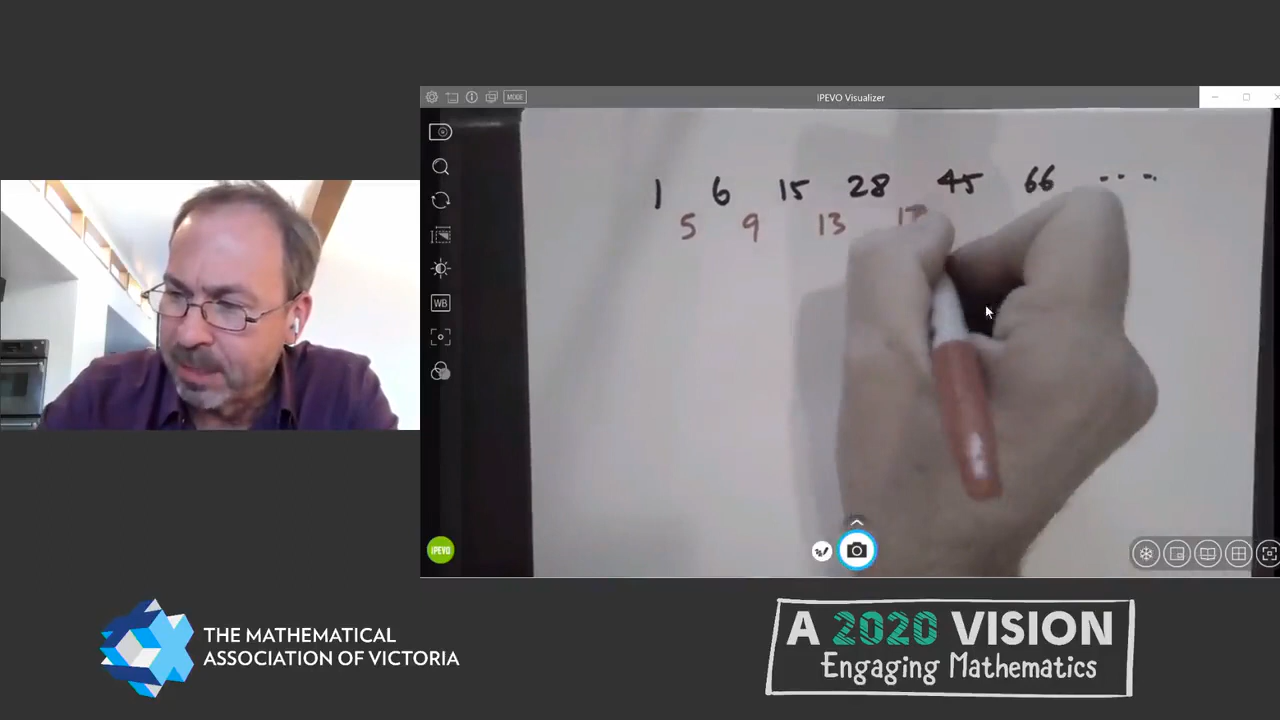 MODE
IPEVO Visualizer
1 6 15 28 45 66 ....
5 9 13 17
WB
iPEVO
THE MATHEMATICAL
ASSOCIATION OF VICTORIA
A 2020 VISION
Engaging Mathematics